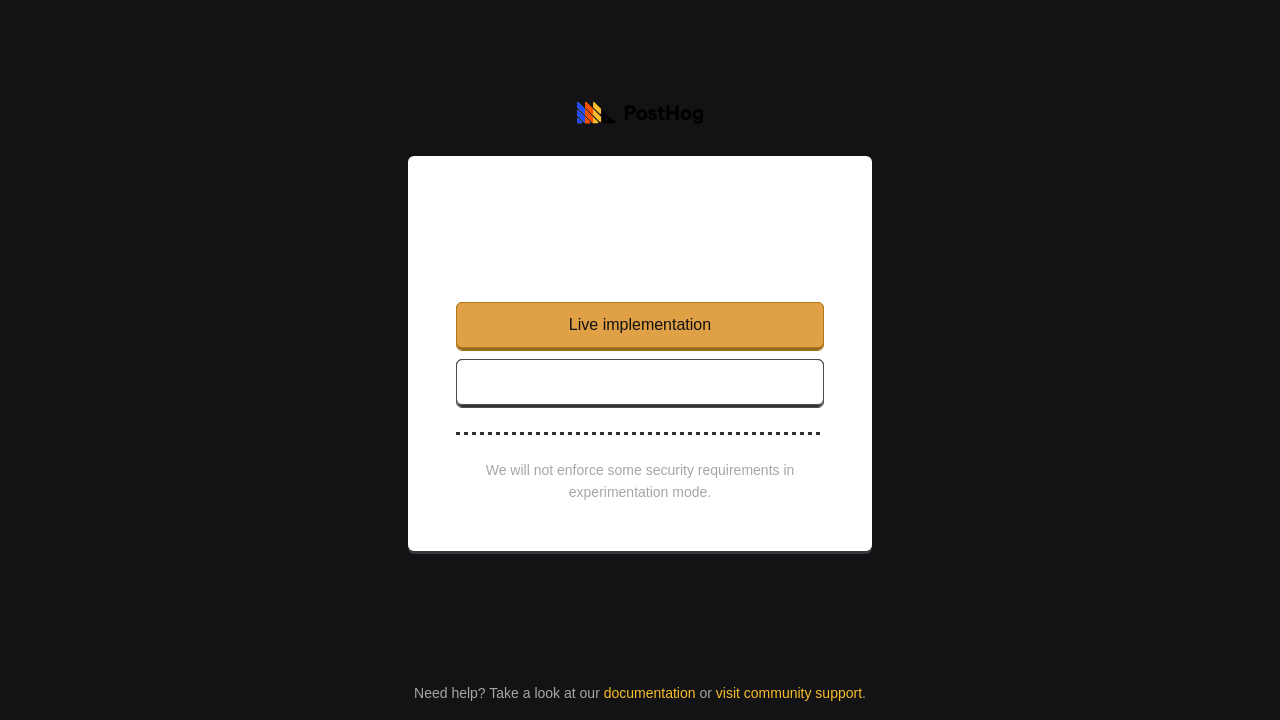 PostHog
Live implementation
We will not enforce some security requirements in
experimentation mode.
Need help? Take a look at our documentation or visit community support.